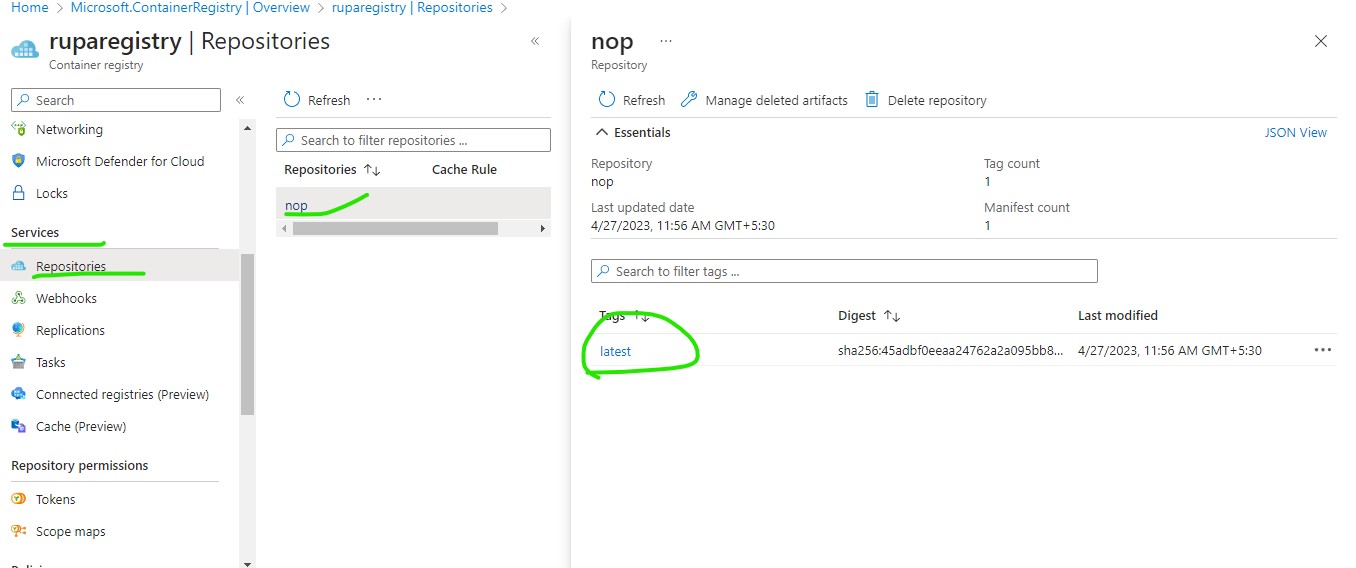 Home > Microsoft.ContainerRegistry | Overview > ruparegistry | Repositories >
ruparegistry | Repositories
Container registry
Search
Networking
Microsoft Defender for Cloud
Locks
Services
Repositories
Webhooks
Replications
Tasks
Connected registries (Preview)
Cache (Preview)
Repository permissions
Tokens
Scope maps
Refresh
Search to filter repositories ...
Repositories Cache Rule
nop
nop
Repository
Refresh Manage deleted artifacts Delete repository
Essentials JSON View
Repository Tag count
nop 1
Last updated date Manifest count
4/27/2023, 11:56 AM GMT+5:30 1
Search to filter tags ...
Tags Digest Last modified
latest sha256:45adbf0eeaa24762a2a095bb8... 4/27/2023, 11:56 AM GMT+5:30